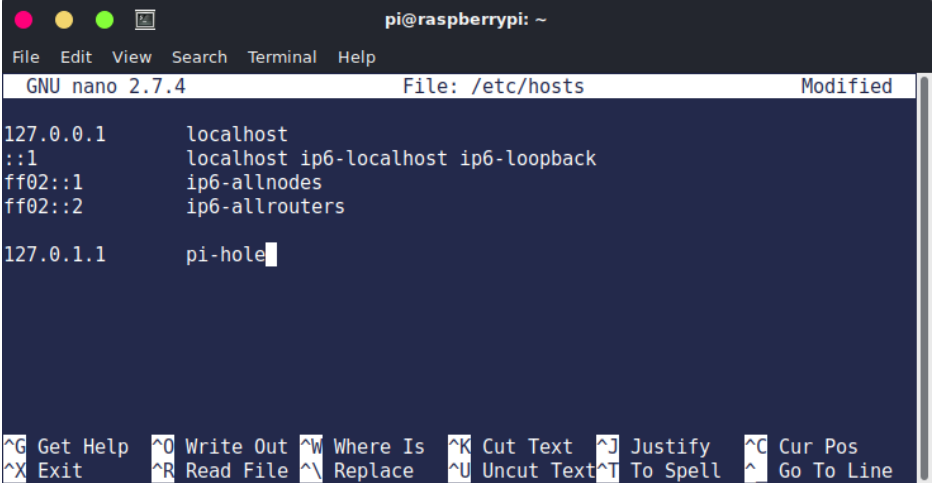 pi@raspberrypi: ~
File Edit View Search Terminal Help
GNU nano 2.7.4 File: /etc/hosts Modified
127.0.0.1 localhost
::1 localhost ip6-localhost ip6-loopback
ff02::1 ip6-allnodes
ff02::2 ip6-allrouters
127.0.1.1 pi-hole
^G Get Help ^O Write Out ^W Where Is ^K Cut Text ^J Justify ^C Cur Pos
^X Exit ^R Read File ^\ Replace ^U Uncut Text ^T To Spell ^_ Go To Line